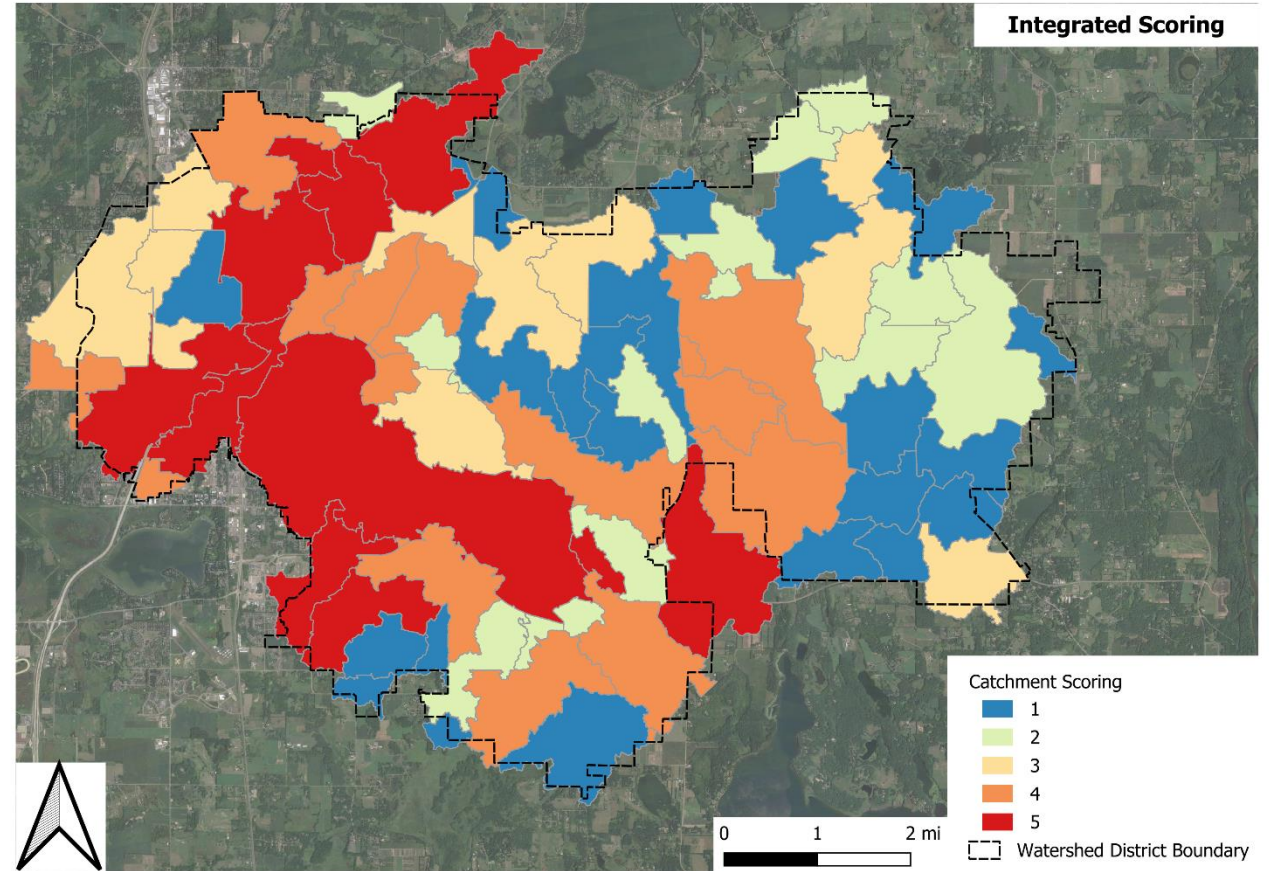 Integrated Scoring
Catchment Scoring
1
2
3
4
5
Watershed District Boundary
0 1 2 mi